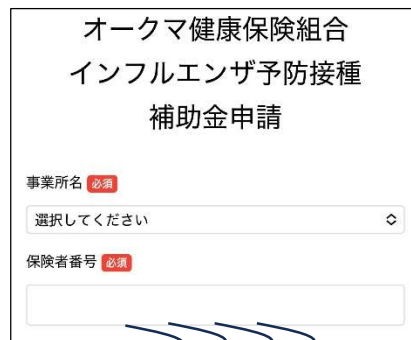 オークマ健康保険組合
インフルエンザ予防接種
補助金申請
事業所名 必須
選択してください
保険者番号 必須